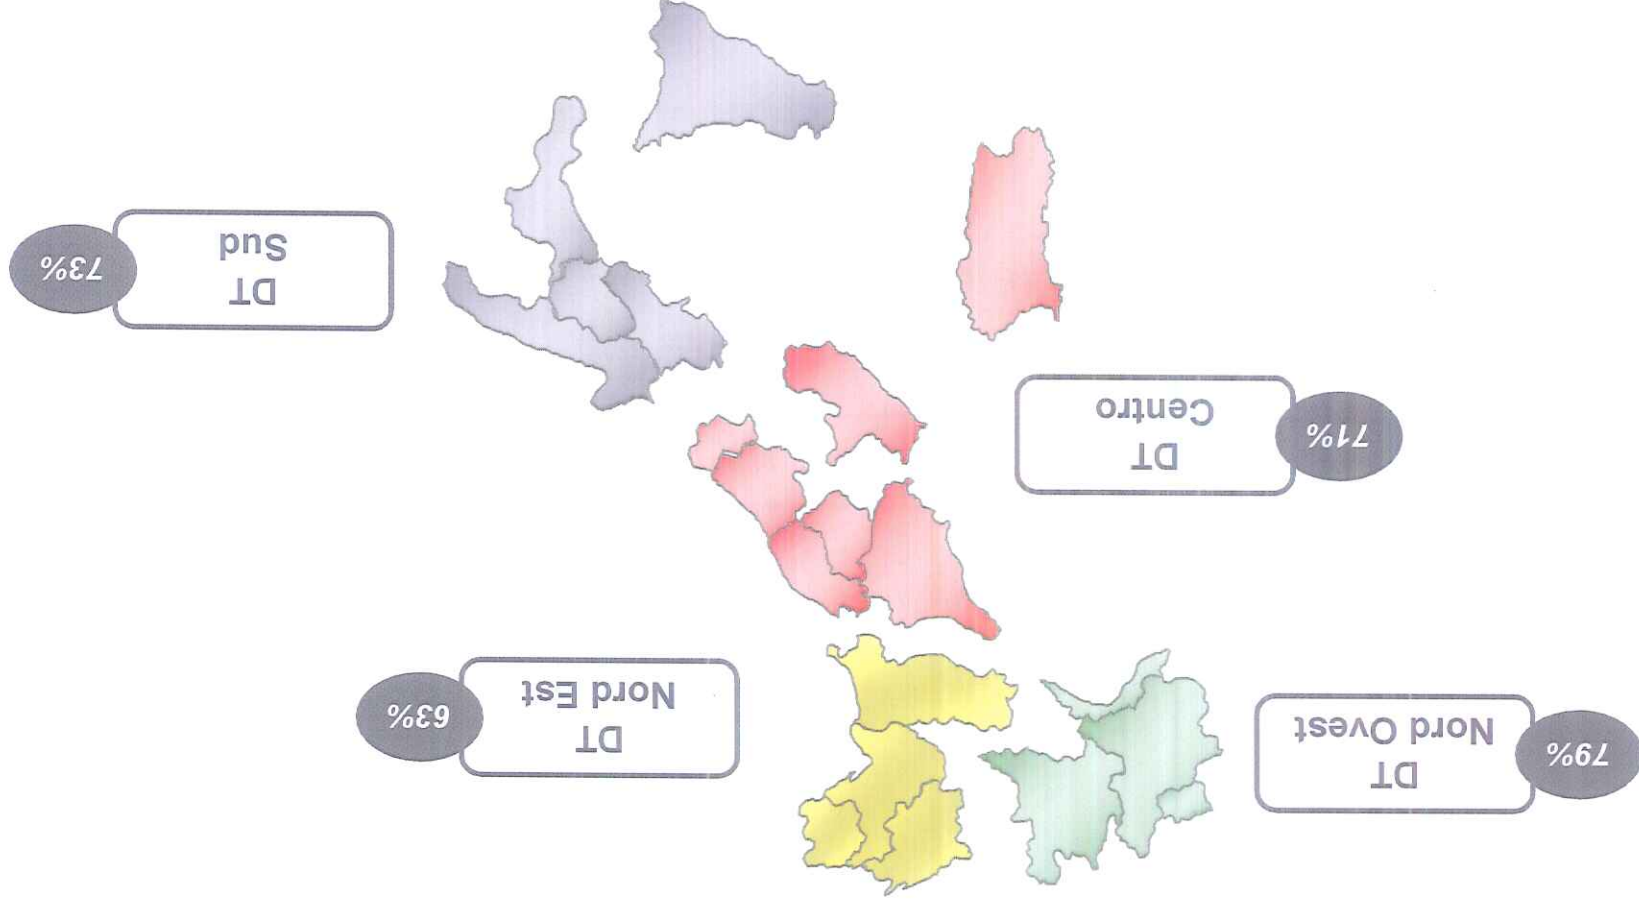 79%
DT
Nord Ovest
DT
Nord Est
63%
71%
DT
Centro
DT
Sud
73%